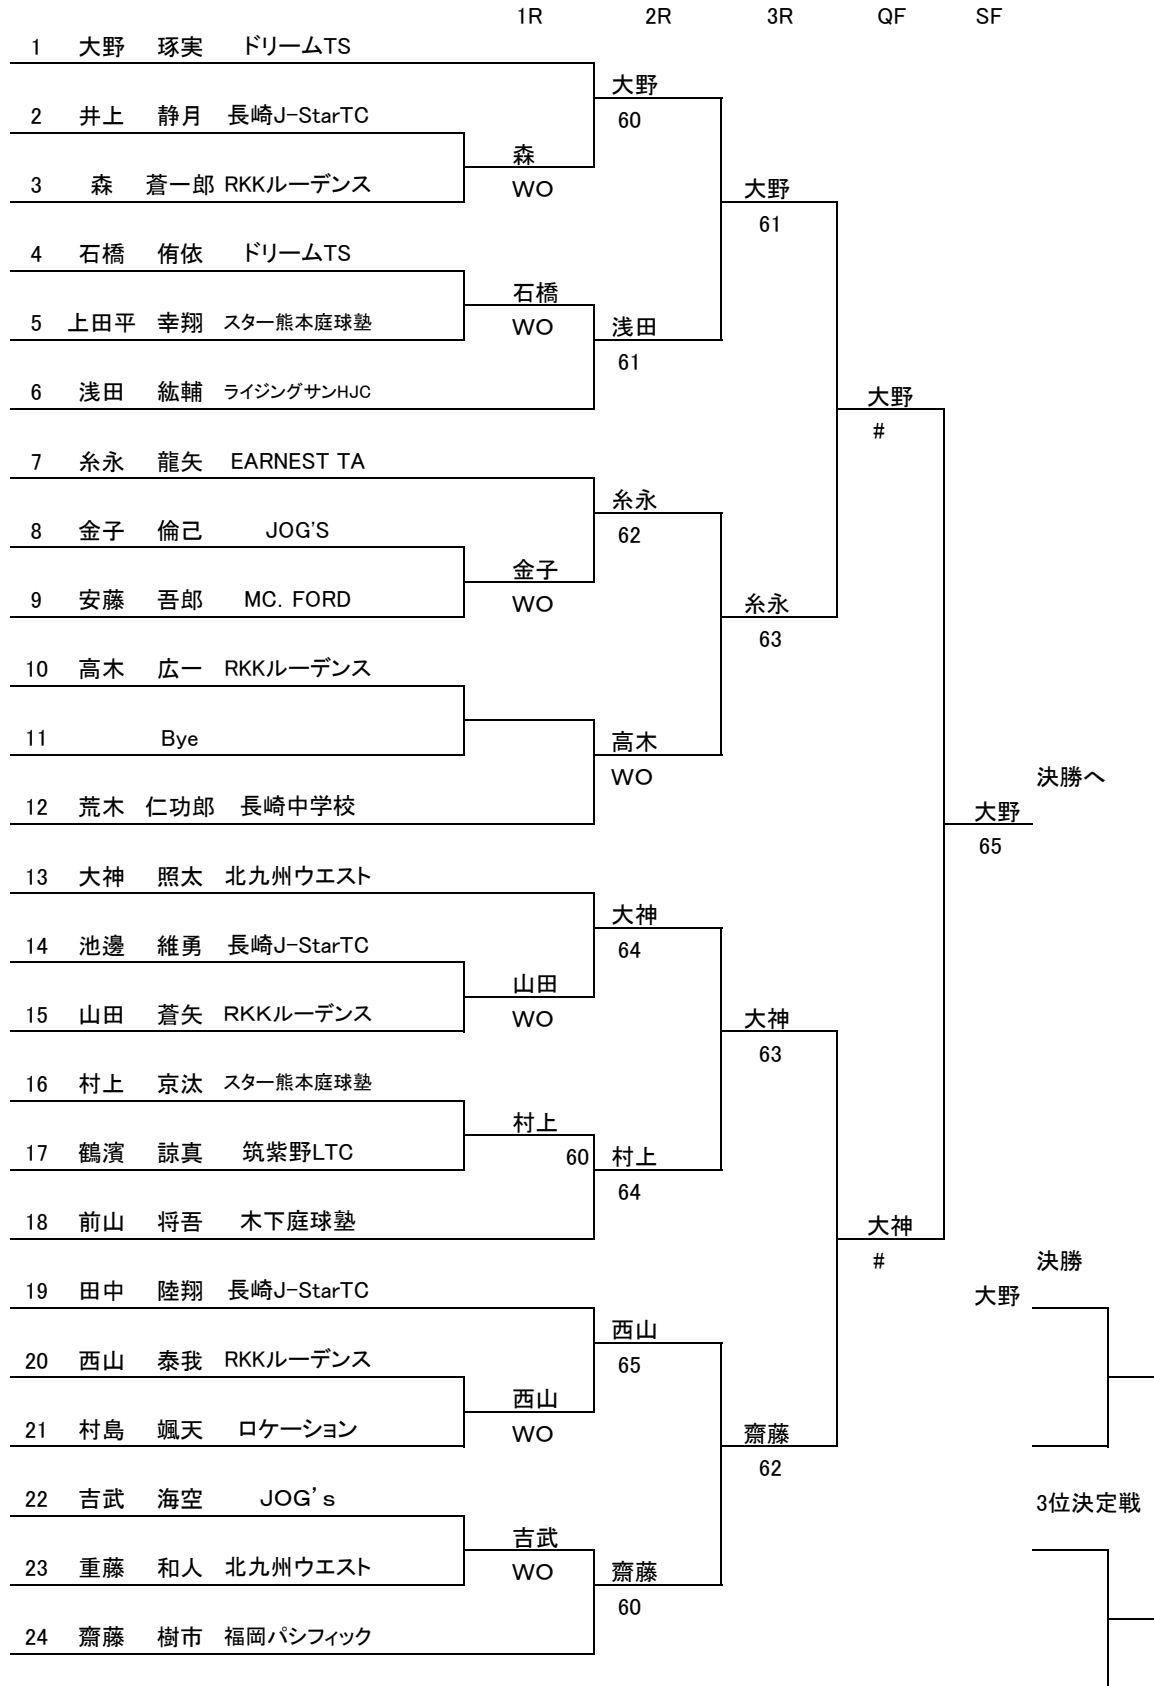 1R 2R 3R QF SF
1 大野 琢実 ドリームTS
大野
2 井上 静月 長崎J-StarTC 60
森
3 森 蒼一郎 RKKルーデンス WO 大野
61
4 石橋 侑依 ドリームTS
石橋
5 上田平 幸翔 スター熊本庭球塾 WO 浅田
61
6 浅田 紘輔 ライジングサンHJC 大野
#
7 糸永 龍矢 EARNEST TA
糸永
8 金子 倫己 JOG'S 62
金子
9 安藤 吾郎 MC. FORD WO 糸永
63
10 高木 広一 RKKルーデンス
11 Bye 高木
WO 決勝へ
12 荒木 仁功郎 長崎中学校 大野
65
13 大神 照太 北九州ウエスト
大神
14 池邊 維勇 長崎J-StarTC 64
山田
15 山田 蒼矢 RKKルーデンス WO 大神
63
16 村上 京汰 スター熊本庭球塾
村上
17 鶴濱 諒真 筑紫野LTC 60 村上
64
18 前山 将吾 木下庭球塾 大神
# 決勝
19 田中 陸翔 長崎J-StarTC 大野
西山
20 西山 泰我 RKKルーデンス 65
西山
21 村島 颯天 ロケーション WO 齋藤
62
22 吉武 海空 JOG’s 3位決定戦
吉武
23 重藤 和人 北九州ウエスト WO 齋藤
60
24 齋藤 樹市 福岡パシフィック